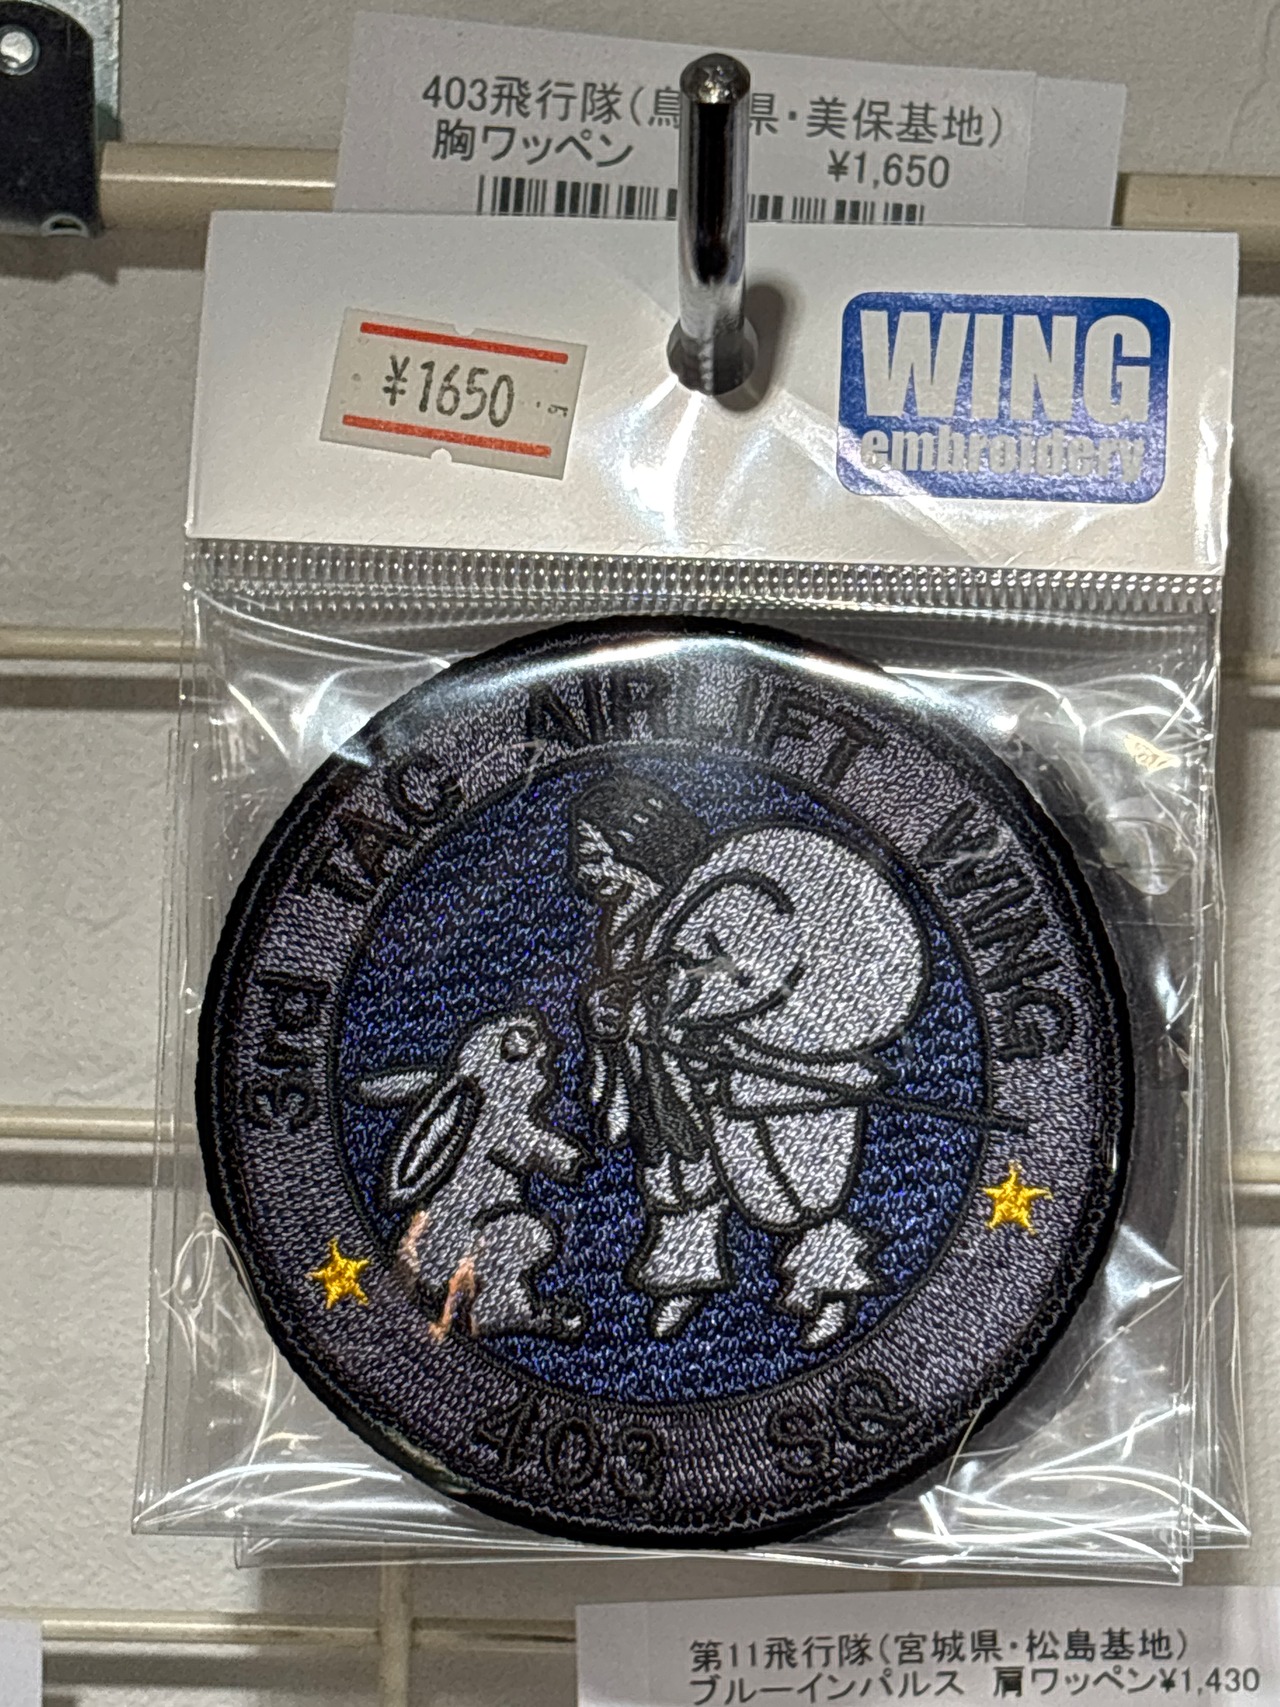 403飛行隊(鳥 県・美保基地)
胸ワッペン ¥1,650
¥1650
WING
embroidery
3rd TAC AIRLIFT WING
403 SQ
第11飛行隊(宮城県・松島基地)
ブルーインパルス 肩ワッペン¥1,430